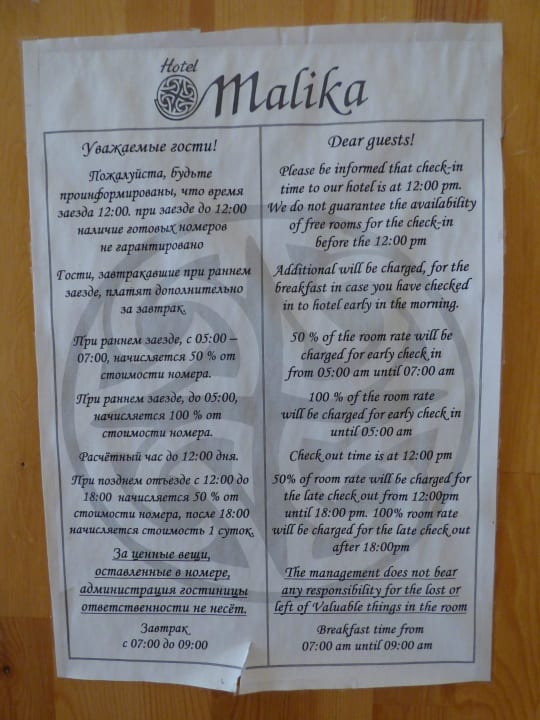 Hotel
Malika
Уважаемые гости!
Пожалуйста, будьте
проинформированы, что время
заезда 12:00. при заезде до 12:00
наличие готовых номеров
не гарантировано
Гости, завтракавшие при раннем
заезде, платят дополнительно
за завтрак.
При раннем заезде, с 05:00 –
07:00, начисляется 50 % от
стоимости номера.
При раннем заезде, до 05:00,
начисляется 100 % от
стоимости номера.
Расчётный час до 12:00 дня.
При позднем отъезде с 12:00 до
18:00 начисляется 50 % от
стоимости номера, после 18:00
начисляется стоимость 1 суток.
За ценные вещи,
оставленные в номере,
администрация гостиницы
ответственности не несёт.
Завтрак
с 07:00 до 09:00
Dear guests!
Please be informed that check-in
time to our hotel is at 12:00 pm.
We do not guarantee the availability
of free rooms for the check-in
before the 12:00 pm
Additional will be charged, for the
breakfast in case you have checked
in to hotel early in the morning.
50 % of the room rate will be
charged for early check in
from 05:00 am until 07:00 am
100 % of the room rate
will be charged for early check in
until 05:00 am
Check out time is at 12:00 pm
50% of room rate will be charged for
the late check out from 12:00pm
until 18:00 pm. 100% room rate
will be charged for the late check out
after 18:00pm
The management does not bear
any responsibility for the lost or
left of Valuable things in the room
Breakfast time from
07:00 am until 09:00 am